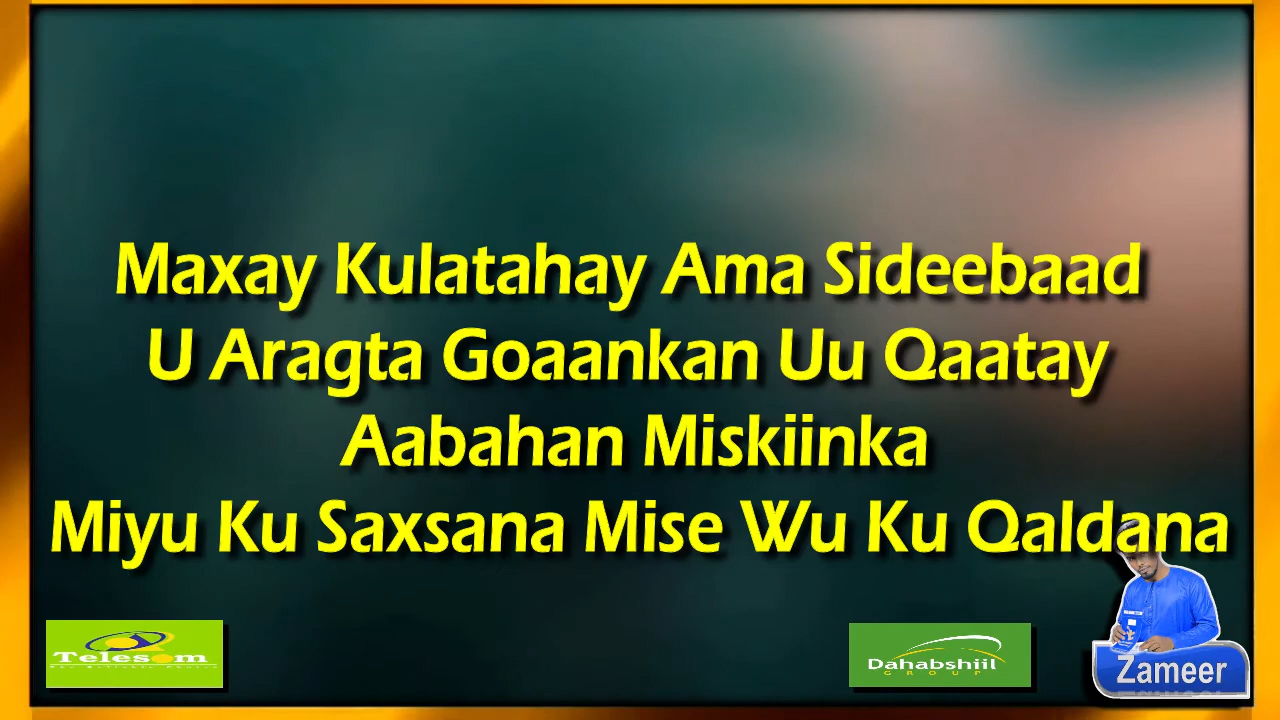 Maxay Kulatahay Ama Sideebaad
U Aragta Goaankan Uu Qaatay
Aabahan Miskiinka
Miyu Ku Saxsana Mise Wu Ku Qaldana
Telesom
Dahabshiil
GROUP
Zameer